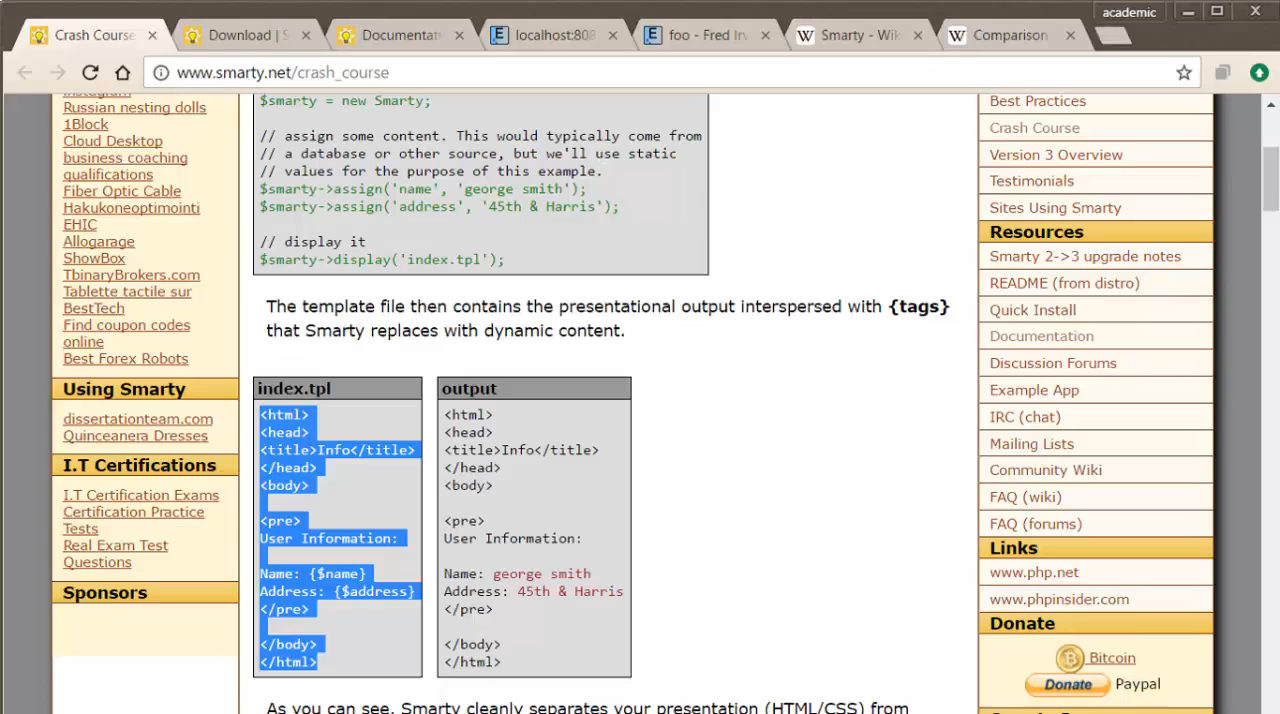 academic
Crash Course
Download | S
Documentati
localhost:808
foo - Fred Irv
Smarty - Wik
Comparison
www.smarty.net/crash_course
Russian nesting dolls
1Block
Cloud Desktop
business coaching
qualifications
Fiber Optic Cable
Hakukoneoptimointi
EHIC
Allogarage
ShowBox
TbinaryBrokers.com
Tablette tactile sur
BestTech
Find coupon codes
online
Best Forex Robots
Using Smarty
dissertationteam.com
Quinceanera Dresses
I.T Certifications
I.T Certification Exams
Certification Practice
Tests
Real Exam Test
Questions
Sponsors
$smarty = new Smarty;
// assign some content. This would typically come from
// a database or other source, but we'll use static
// values for the purpose of this example.
$smarty->assign('name', 'george smith');
$smarty->assign('address', '45th & Harris');
// display it
$smarty->display('index.tpl');
The template file then contains the presentational output interspersed with {tags}
that Smarty replaces with dynamic content.
index.tpl
<html>
<head>
<title>Info</title>
</head>
<body>
<pre>
User Information:
Name: {$name}
Address: {$address}
</pre>
</body>
</html>
output
<html>
<head>
<title>Info</title>
</head>
<body>
<pre>
User Information:
Name: george smith
Address: 45th & Harris
</pre>
</body>
</html>
As you can see, Smarty cleanly separates your presentation (HTML/CSS) from
Best Practices
Crash Course
Version 3 Overview
Testimonials
Sites Using Smarty
Resources
Smarty 2->3 upgrade notes
README (from distro)
Quick Install
Documentation
Discussion Forums
Example App
IRC (chat)
Mailing Lists
Community Wiki
FAQ (wiki)
FAQ (forums)
Links
www.php.net
www.phpinsider.com
Donate
Bitcoin
Donate Paypal